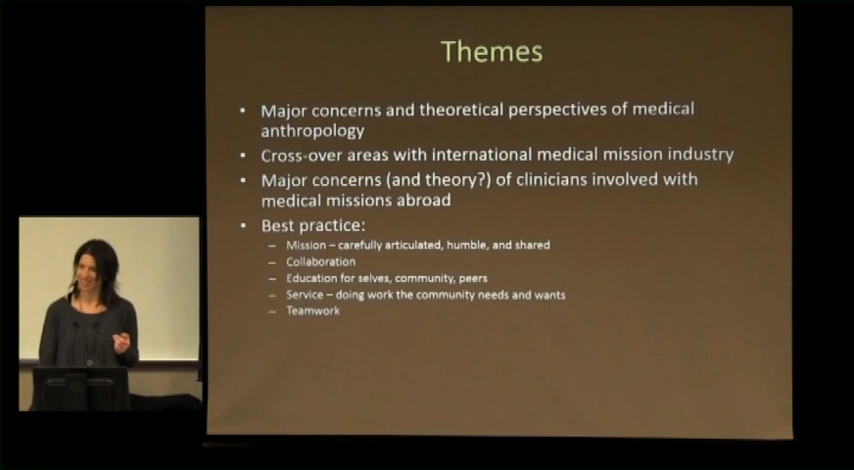 Themes
• Major concerns and theoretical perspectives of medical
anthropology
• Cross-over areas with international medical mission industry
• Major concerns (and theory?) of clinicians involved with
medical missions abroad
• Best practice:
– Mission – carefully articulated, humble, and shared
– Collaboration
– Education for selves, community, peers
– Service – doing work the community needs and wants
– Teamwork